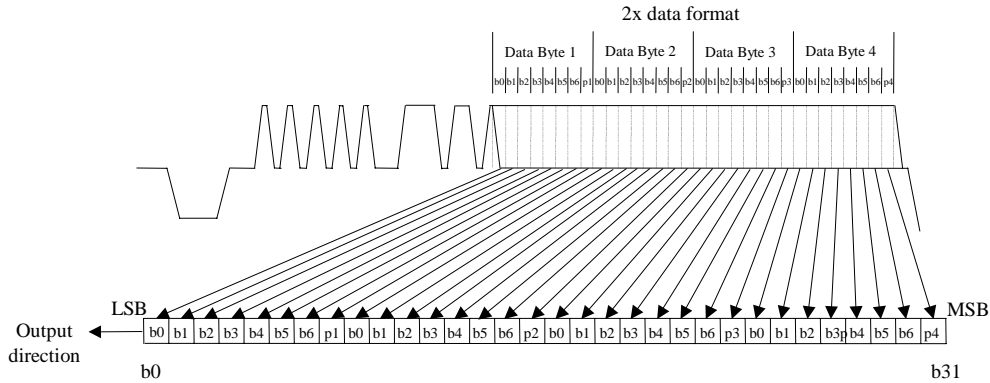 2x data format
Data Byte 1 Data Byte 2 Data Byte 3 Data Byte 4
b0 b1 b2 b3 b4 b5 b6 p1 b0 b1 b2 b3 b4 b5 b6 p2 b0 b1 b2 b3 b4 b5 b6 p3 b0 b1 b2 b3 b4 b5 b6 p4
LSB MSB
Output direction
b0 b1 b2 b3 b4 b5 b6 p1 b0 b1 b2 b3 b4 b5 b6 p2 b0 b1 b2 b3 b4 b5 b6 p3 b0 b1 b2 b3p b4 b5 b6 p4
b0 b31